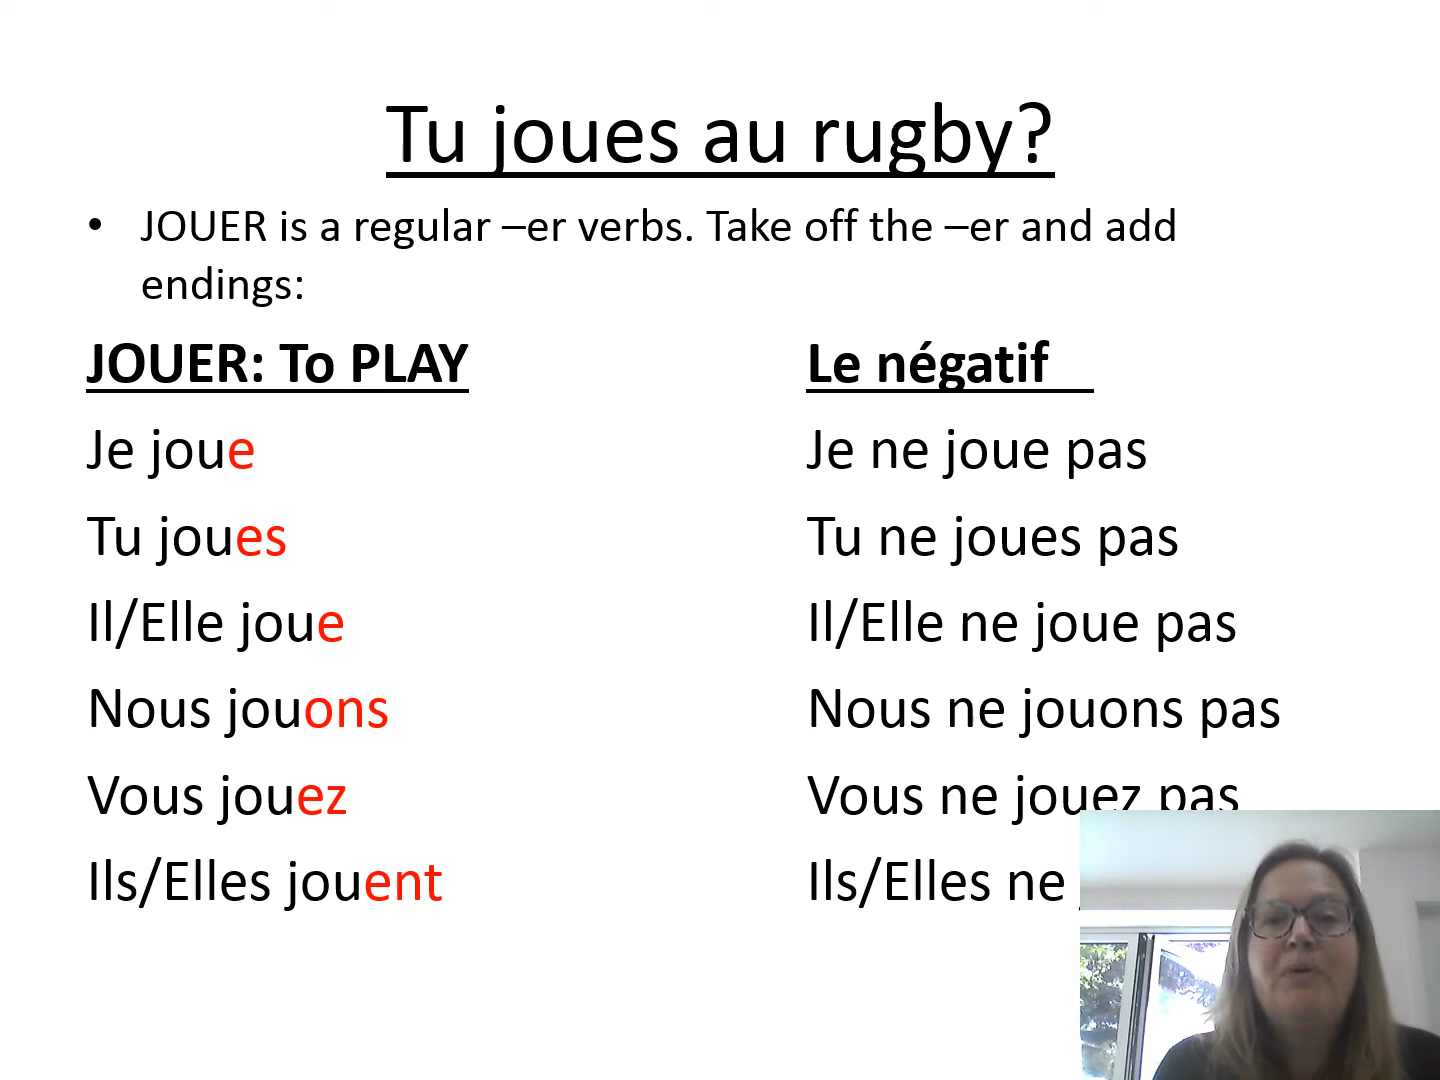 Tu joues au rugby?
• JOUER is a regular –er verbs. Take off the –er and add
endings:
JOUER: To PLAY
Je joue
Tu joues
Il/Elle joue
Nous jouons
Vous jouez
Ils/Elles jouent
Le négatif
Je ne joue pas
Tu ne joues pas
Il/Elle ne joue pas
Nous ne jouons pas
Vous ne jouez pas
Ils/Elles ne